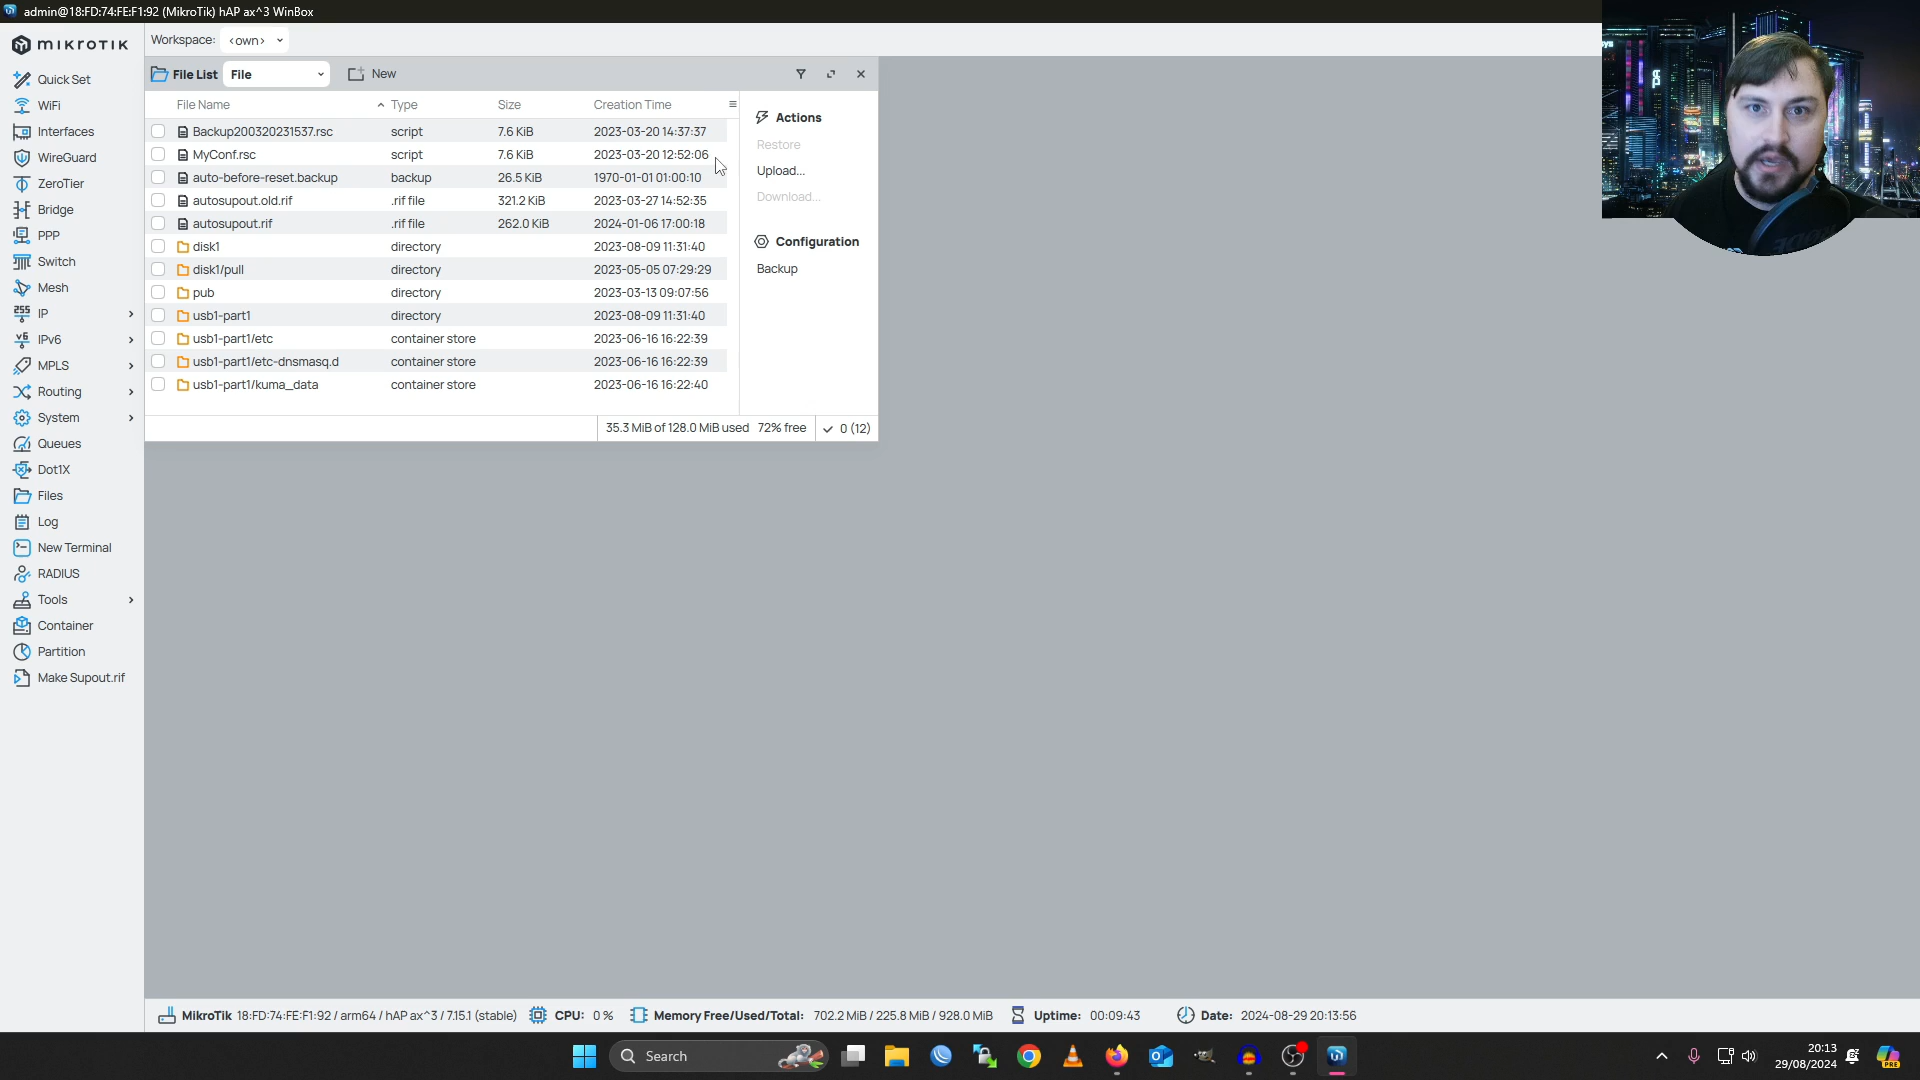 admin@18:FD:74:FE:F1:92 (MikroTik) hAP ax^3 WinBox
MIKROTIK
Workspace: <own>
Quick Set
WiFi
Interfaces
WireGuard
ZeroTier
Bridge
PPP
Switch
Mesh
IP
IPv6
MPLS
Routing
System
Queues
Dot1X
Files
Log
New Terminal
RADIUS
Tools
Container
Partition
Make Supout.rif
File List File New
File Name Type Size Creation Time
Backup200320231537.rsc script 7.6 KiB 2023-03-20 14:37:37
MyConf.rsc script 7.6 KiB 2023-03-20 12:52:06
auto-before-reset.backup backup 26.5 KiB 1970-01-01 01:00:10
autosupout.old.rif .rif file 321.2 KiB 2023-03-27 14:52:35
autosupout.rif .rif file 262.0 KiB 2024-01-06 17:00:18
disk1 directory 2023-08-09 11:31:40
disk1/pull directory 2023-05-05 07:29:29
pub directory 2023-03-13 09:07:56
usb1-part1 directory 2023-08-09 11:31:40
usb1-part1/etc container store 2023-06-16 16:22:39
usb1-part1/etc-dnsmasq.d container store 2023-06-16 16:22:39
usb1-part1/kuma_data container store 2023-06-16 16:22:40
35.3 MiB of 128.0 MiB used 72% free 0 (12)
Actions
Restore
Upload...
Download...
Configuration
Backup
MikroTik 18:FD:74:FE:F1:92 / arm64 / hAP ax^3 / 7.15.1 (stable) CPU: 0 % Memory Free/Used/Total: 702.2 MiB / 225.8 MiB / 928.0 MiB Uptime: 00:09:43 Date: 2024-08-29 20:13:56
Search
20:13
29/08/2024
PRE